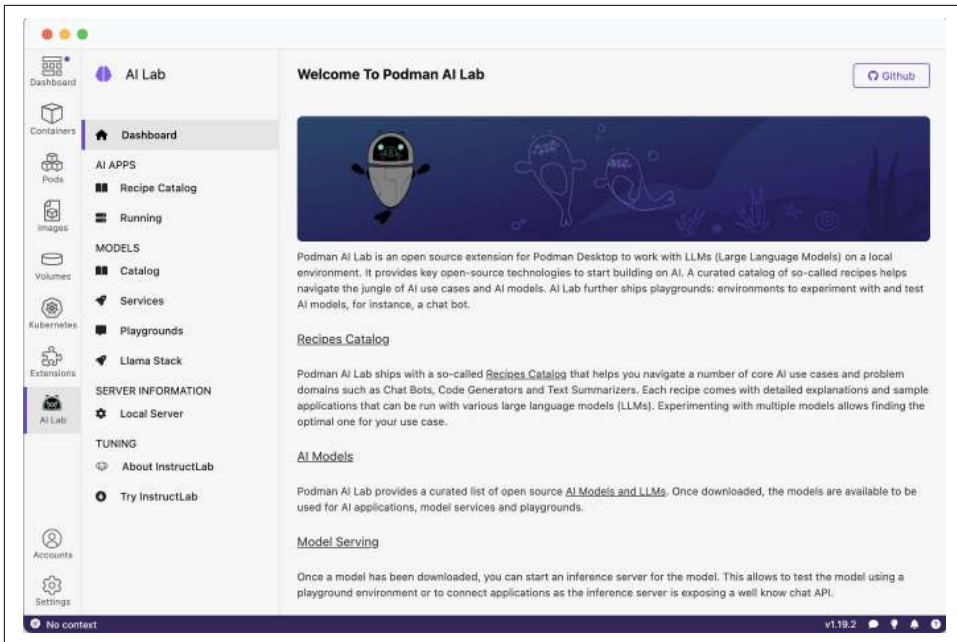 Dashboard
Containers
Pods
Images
Volumes
Kubernetes
Extensions
AI Lab
Accounts
Settings
AI Lab
Dashboard
AI APPS
Recipe Catalog
Running
MODELS
Catalog
Services
Playgrounds
Llama Stack
SERVER INFORMATION
Local Server
TUNING
About InstructLab
Try InstructLab
Welcome To Podman AI Lab
Github
Podman AI Lab is an open source extension for Podman Desktop to work with LLMs (Large Language Models) on a local
environment. It provides key open-source technologies to start building on AI. A curated catalog of so-called recipes helps
navigate the jungle of AI use cases and AI models. AI Lab further ships playgrounds: environments to experiment with and test
AI models, for instance, a chat bot.
Recipes Catalog
Podman AI Lab ships with a so-called Recipes Catalog that helps you navigate a number of core AI use cases and problem
domains such as Chat Bots, Code Generators and Text Summarizers. Each recipe comes with detailed explanations and sample
applications that can be run with various large language models (LLMs). Experimenting with multiple models allows finding the
optimal one for your use case.
AI Models
Podman AI Lab provides a curated list of open source AI Models and LLMs. Once downloaded, the models are available to be
used for AI applications, model services and playgrounds.
Model Serving
Once a model has been downloaded, you can start an inference server for the model. This allows to test the model using a
playground environment or to connect applications as the inference server is exposing a well know chat API.
No context
v1.19.2